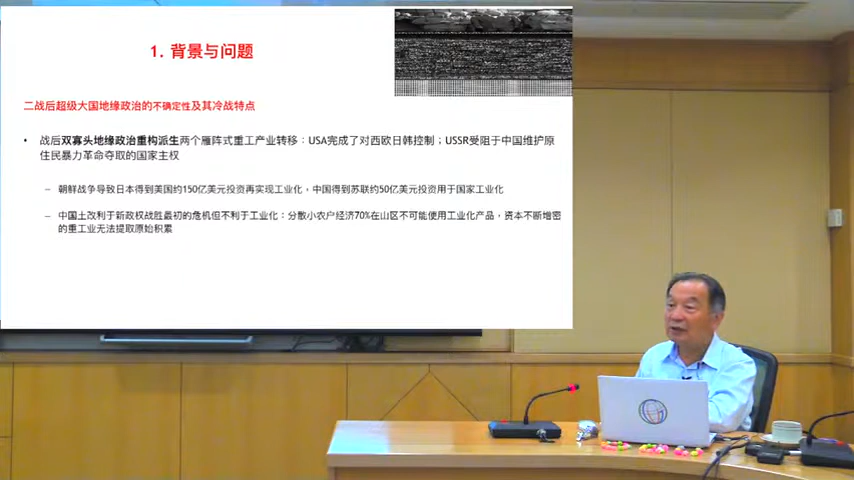 1. 背景与问题
二战后超级大国地缘政治的不确定性及其冷战特点
• 战后双寡头地缘政治重构派生两个雁阵式重工产业转移：USA完成了对西欧日韩控制；USSR受阻于中国维护原
住民暴力革命夺取的国家主权
– 朝鲜战争导致日本得到美国约150亿美元投资再实现工业化，中国得到苏联约50亿美元投资用于国家工业化
– 中国土改利于新政权战胜最初的危机但不利于工业化：分散小农户经济70%在山区不可能使用工业化产品，资本不断增密
的重工业无法提取原始积累